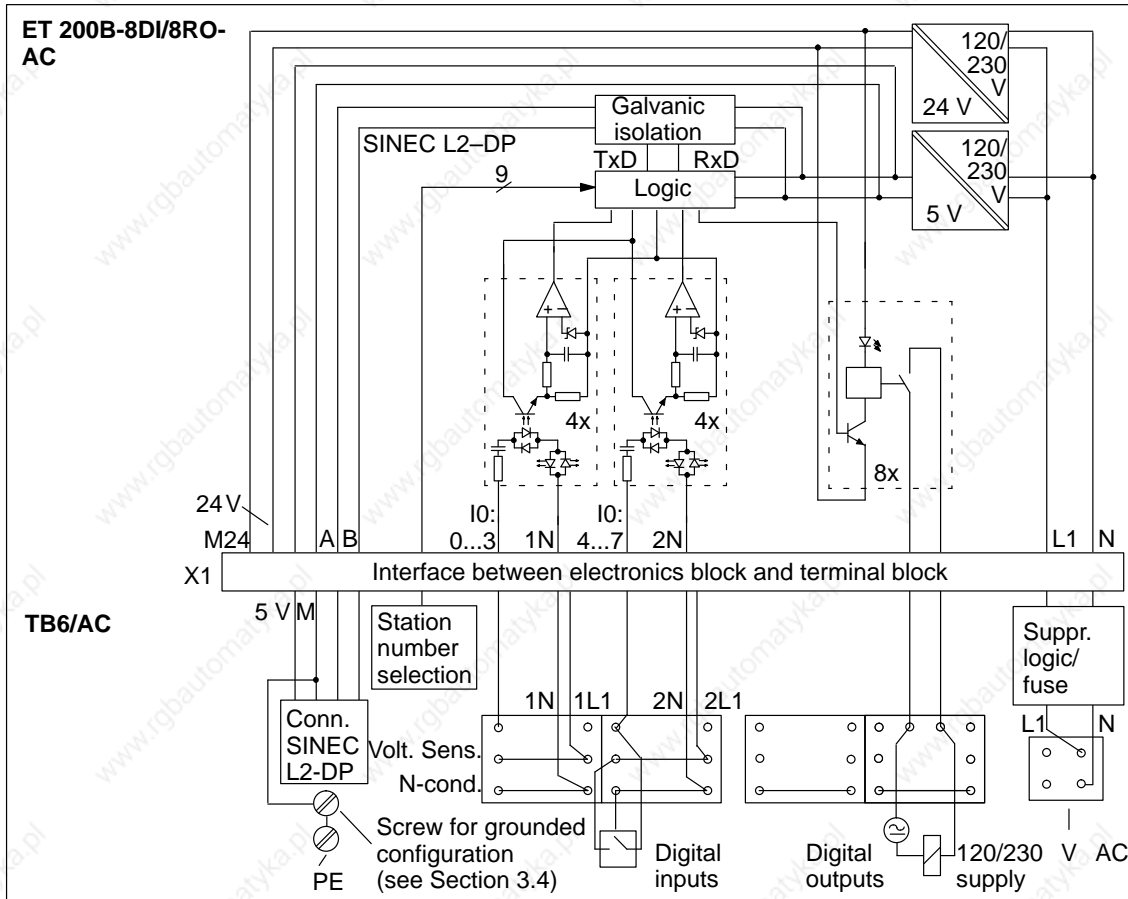 ET 200B-8DI/8RO-
AC
120/
230
V
24 V
Galvanic
isolation
SINEC L2–DP
TxD RxD
120/
230
V
5 V
9
Logic
4x
4x
8x
24 V
M24
A B
I0:
0...3
1N
I0:
4...7
2N
L1 N
X1
Interface between electronics block and terminal block
TB6/AC
5 V M
Station
number
selection
Suppr.
logic/
fuse
1N 1L1
2N 2L1
L1 N
Conn.
SINEC
L2-DP
Volt. Sens.
N-cond.
Screw for grounded
configuration
(see Section 3.4)
PE
Digital
inputs
Digital
outputs
120/230
supply
V AC
www.rgbautomatyka.pl